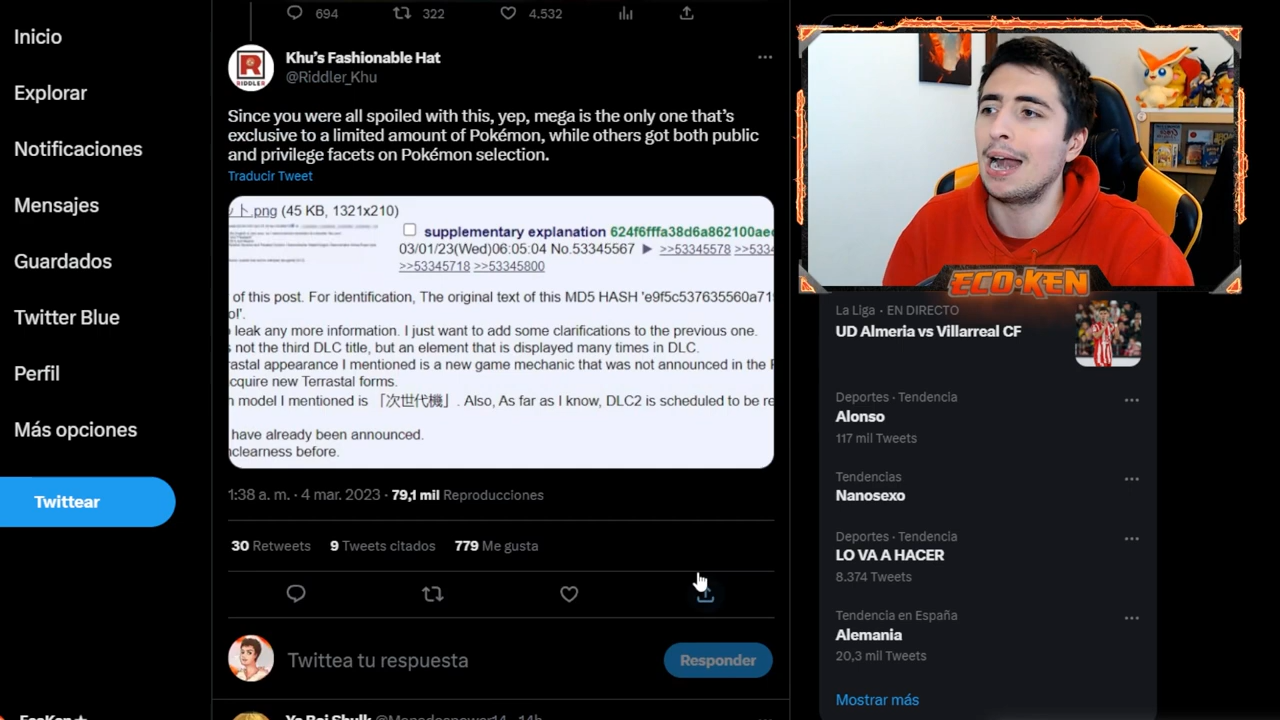 694
322
4.532
Inicio
Explorar
Notificaciones
Mensajes
Guardados
Twitter Blue
Perfil
Más opciones
Twittear
Khu's Fashionable Hat
@Riddler_Khu
RIDDLER
Since you were all spoiled with this, yep, mega is the only one that's
exclusive to a limited amount of Pokémon, while others got both public
and privilege facets on Pokémon selection.
Traducir Tweet
ット.png (45 KB, 1321x210)
supplementary explanation 624f6fffa38d6a862100aed
03/01/23(Wed)06:05:04 No.53345567 ▶ >>53345578 >>534
>>53345718 >>53345800
of this post. For identification, The original text of this MD5 HASH 'e9f5c537635560a71
ol'.
leak any more information. I just want to add some clarifications to the previous one.
not the third DLC title, but an element that is displayed many times in DLC.
rastal appearance I mentioned is a new game mechanic that was not announced in the
cquire new Terrastal forms.
n model I mentioned is 「次世代機」. Also, As far as I know, DLC2 is scheduled to be re
have already been announced.
nclearness before.
1:38 a. m. · 4 mar. 2023 · 79,1 mil Reproducciones
30 Retweets 9 Tweets citados 779 Me gusta
Twittea tu respuesta
Responder
ECO·KEN
La Liga · EN DIRECTO
UD Almeria vs Villarreal CF
Deportes · Tendencia
Alonso
117 mil Tweets
Tendencias
Nanosexo
Deportes · Tendencia
LO VA A HACER
8.374 Tweets
Tendencia en España
Alemania
20,3 mil Tweets
Mostrar más